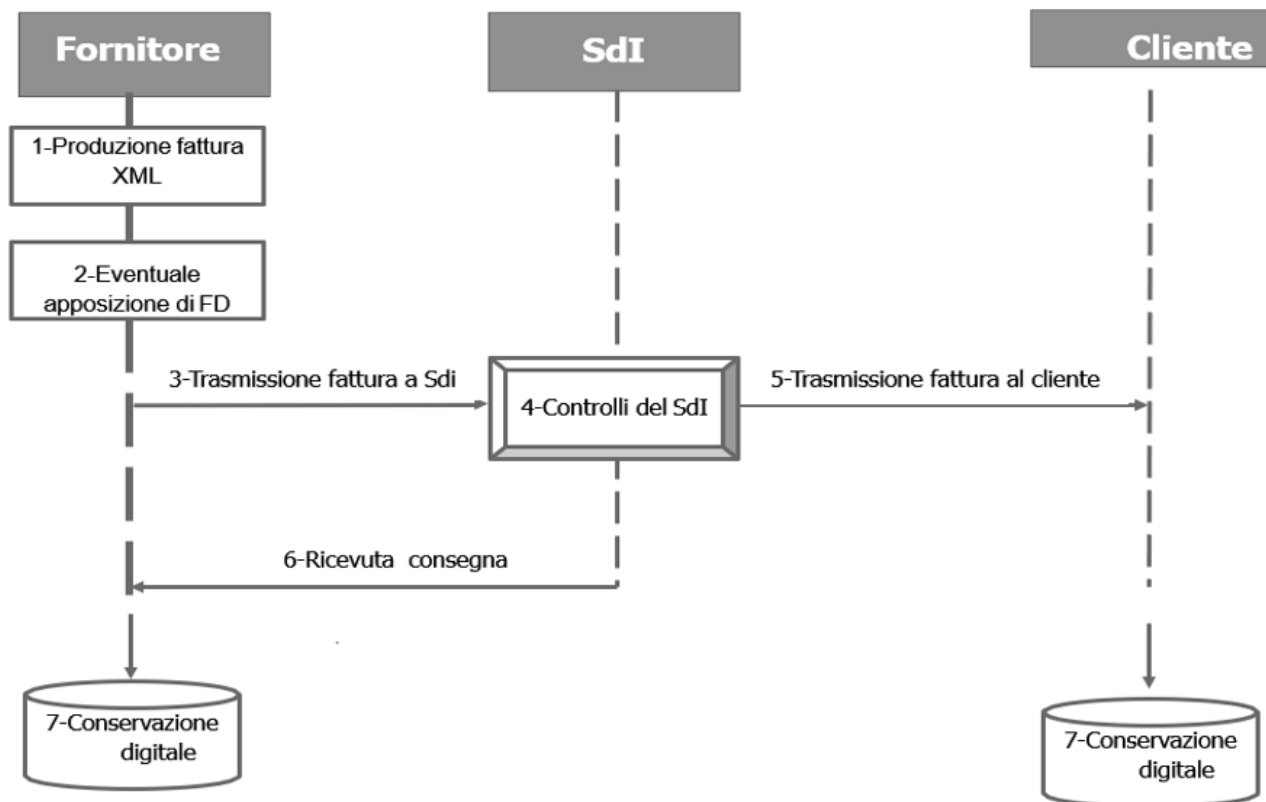 Fornitore
SdI
Cliente
1-Produzione fattura
XML
2-Eventuale
apposizione di FD
3-Trasmissione fattura a Sdi
4-Controlli del SdI
5-Trasmissione fattura al cliente
6-Ricevuta consegna
7-Conservazione
digitale
7-Conservazione
digitale